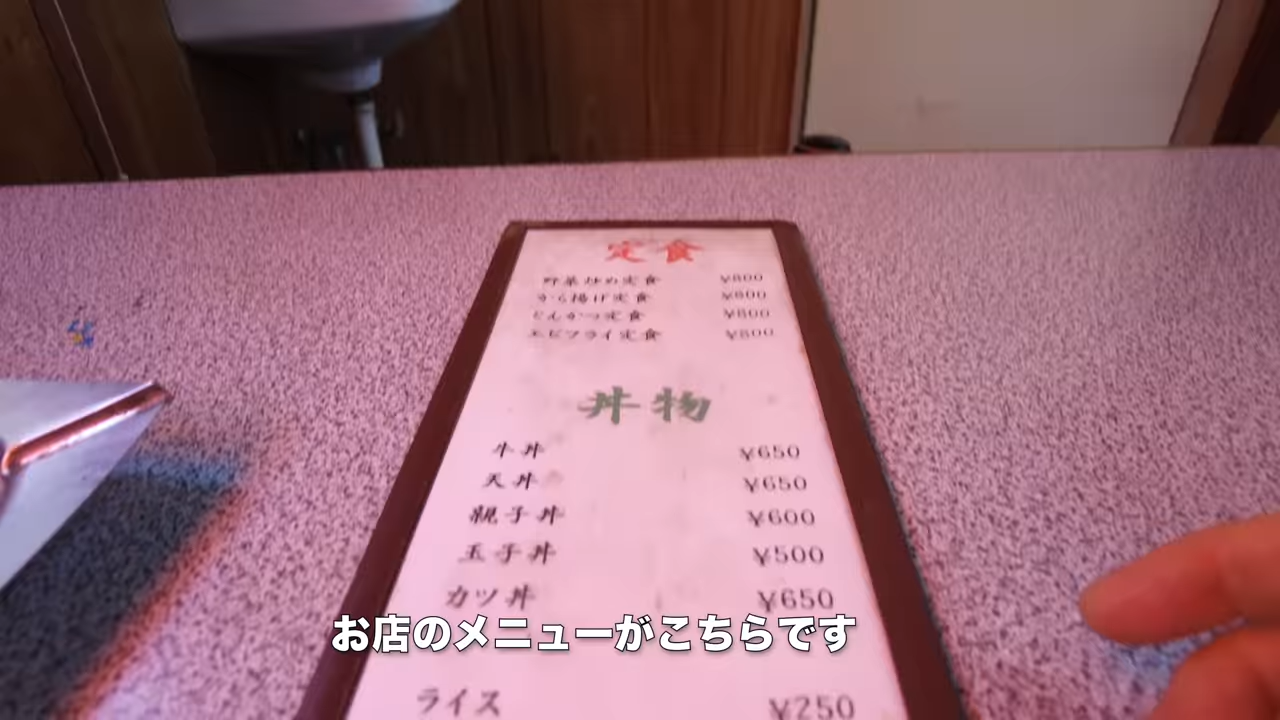 定食
野菜炒め定食 ¥800
から揚げ定食 ¥800
とんかつ定食 ¥800
エビフライ定食 ¥800
丼物
牛丼 ¥650
天丼 ¥650
親子丼 ¥600
玉子丼 ¥500
カツ丼 ¥650
お店のメニューがこちらです
ライス ¥250